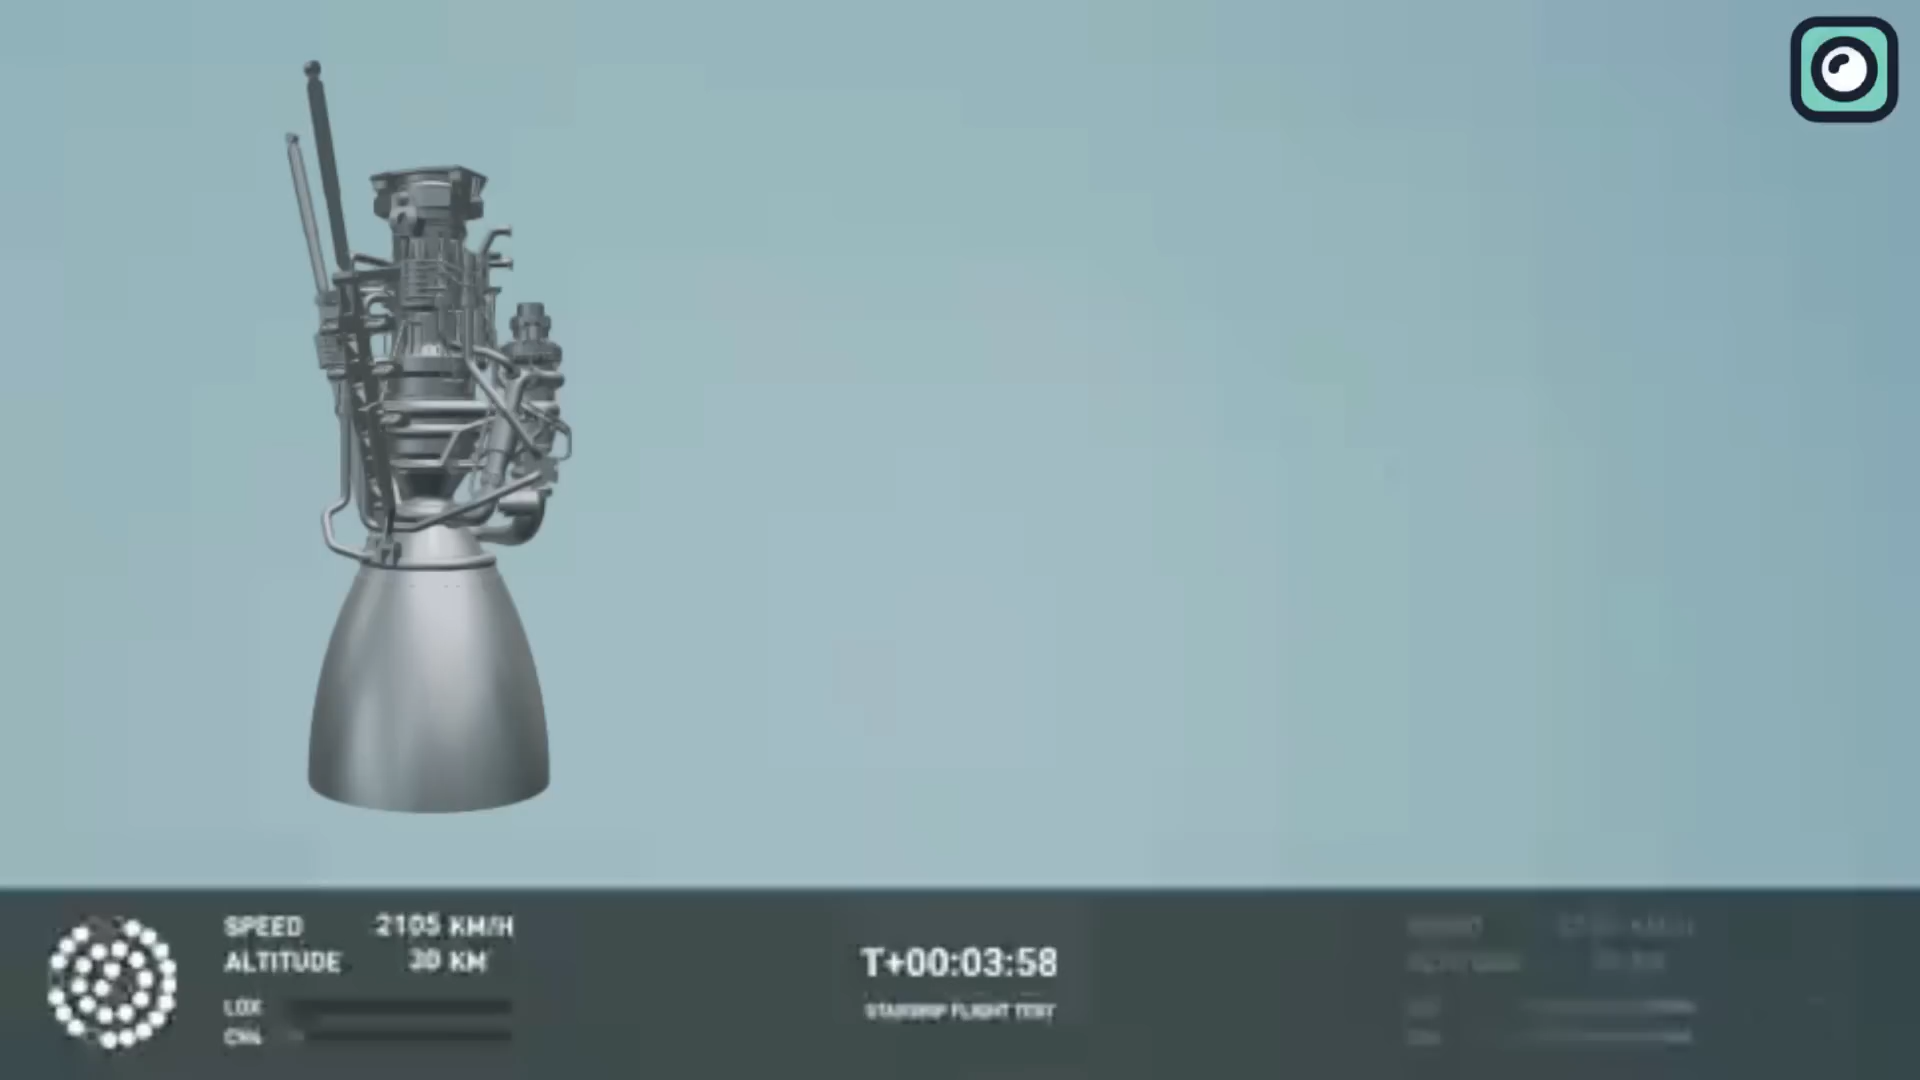 SPEED 2105 KM/H
ALTITUDE 30 KM
LOX
CH4
T+00:03:58
STARSHIP FLIGHT TEST